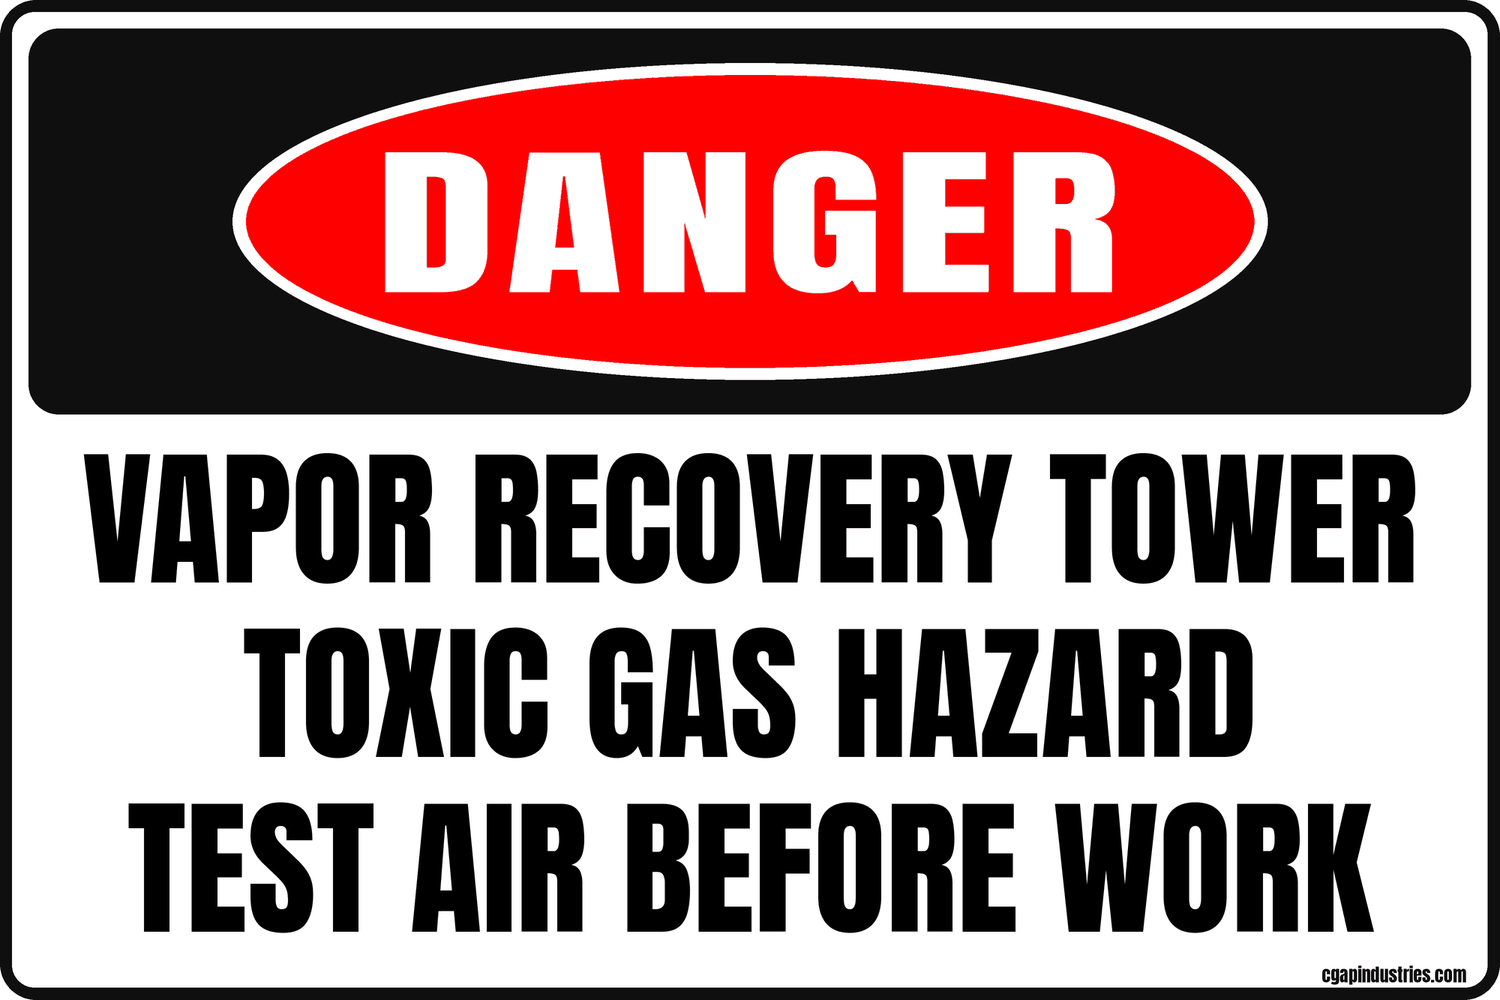 DANGER
VAPOR RECOVERY TOWER
TOXIC GAS HAZARD
TEST AIR BEFORE WORK
cgapindustries.com